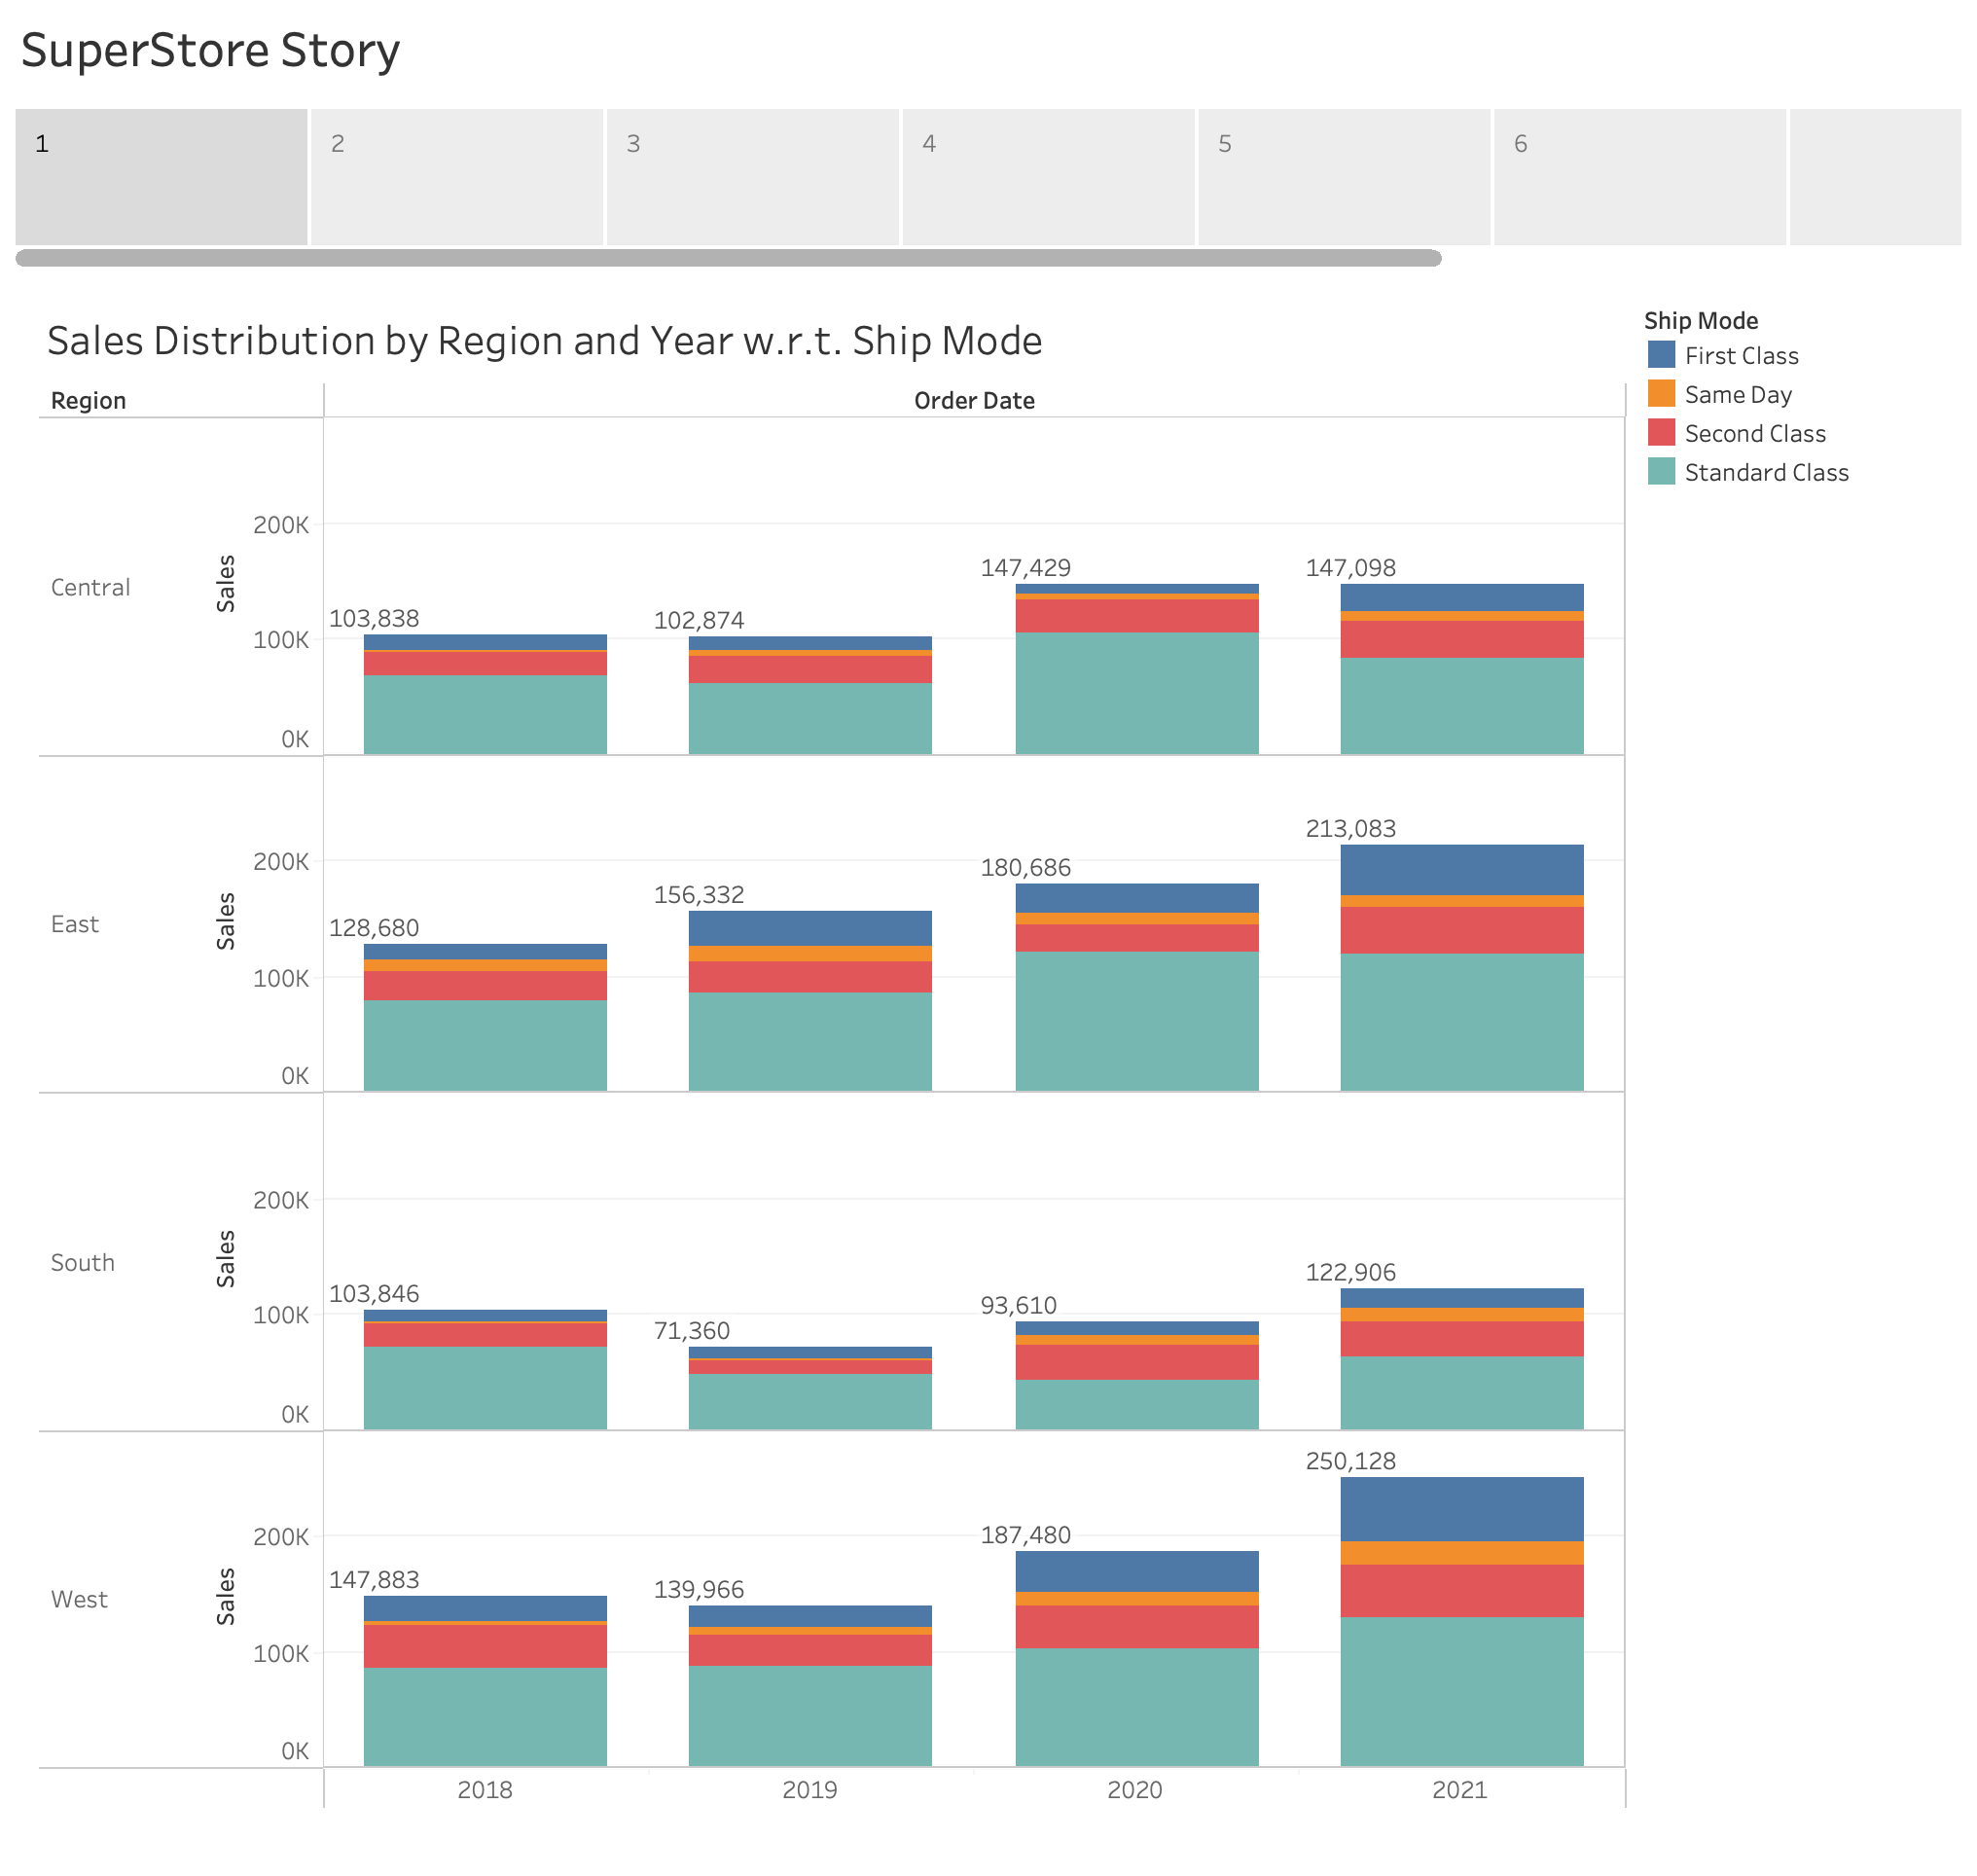 SuperStore Story
1 2 3 4 5 6
Sales Distribution by Region and Year w.r.t. Ship Mode
Ship Mode
First Class
Same Day
Second Class
Standard Class
Region Order Date
Central
Sales
200K
100K
0K
103,838 102,874 147,429 147,098
East
Sales
200K
100K
0K
128,680 156,332 180,686 213,083
South
Sales
200K
100K
0K
103,846 71,360 93,610 122,906
West
Sales
200K
100K
0K
147,883 139,966 187,480 250,128
2018 2019 2020 2021